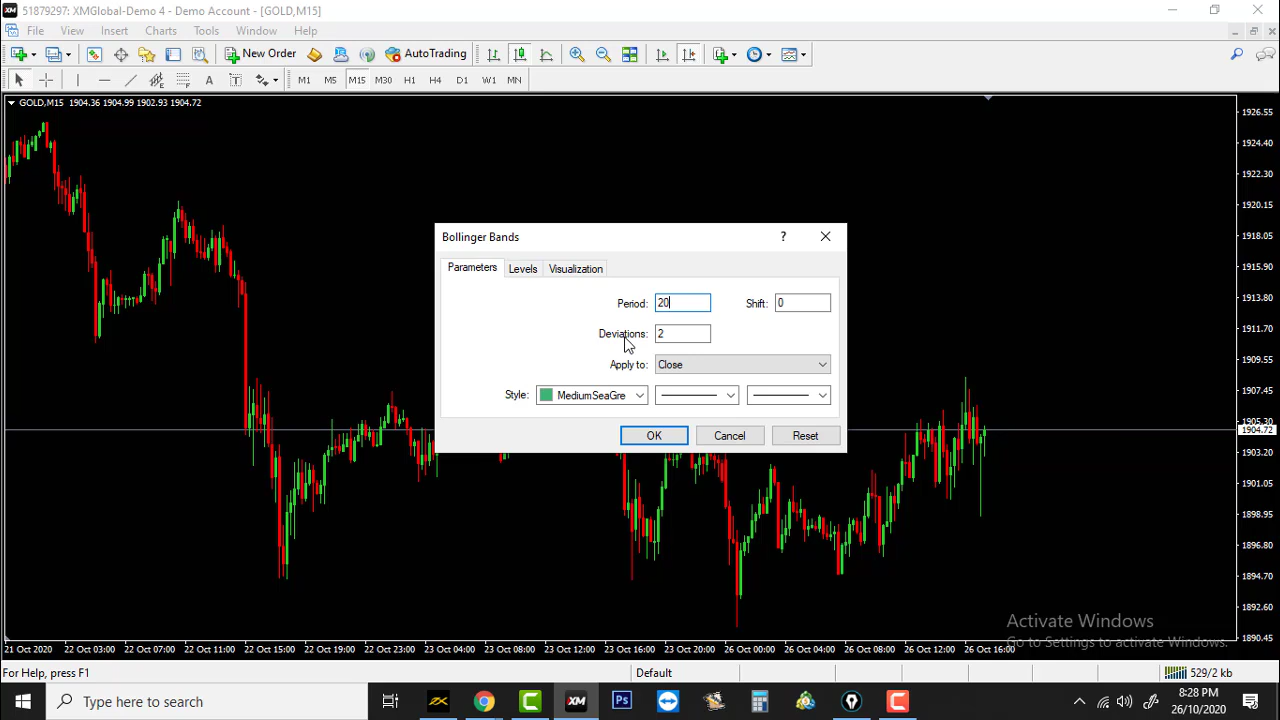 51879297: XMGlobal-Demo 4 - Demo Account - [GOLD,M15]
File View Insert Charts Tools Window Help
New Order AutoTrading
A T M1 M5 M15 M30 H1 H4 D1 W1 MN
GOLD,M15 1904.36 1904.99 1902.93 1904.72
1926.55
1924.40
1922.30
1920.15
1918.05
1915.90
1913.80
1911.70
1909.55
1907.45
1905.30
1904.72
1903.20
1901.05
1898.95
1896.80
1894.70
1892.60
1890.45
Bollinger Bands ?
Parameters Levels Visualization
Period: 20 Shift: 0
Deviations: 2
Apply to: Close
Style: MediumSeaGre
OK Cancel Reset
Activate Windows
Go to Settings to activate Windows.
21 Oct 2020 22 Oct 03:00 22 Oct 07:00 22 Oct 11:00 22 Oct 15:00 22 Oct 19:00 22 Oct 23:00 23 Oct 04:00 23 Oct 08:00 23 Oct 12:00 23 Oct 16:00 23 Oct 20:00 26 Oct 00:00 26 Oct 04:00 26 Oct 08:00 26 Oct 12:00 26 Oct 16:00
For Help, press F1 Default 529/2 kb
Type here to search
XM
Ps
8:28 PM
26/10/2020